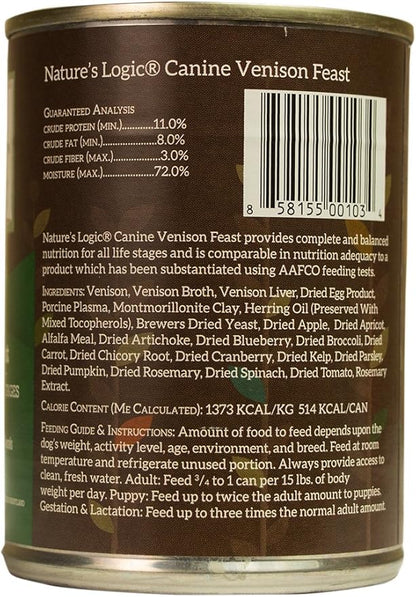 Nature's Logic® Canine Venison Feast
Guaranteed Analysis
crude protein (min.)..........11.0%
crude fat (min.)..................8.0%
crude fiber (max.)..............3.0%
moisture (max.)................72.0%
8 58155 00103 4
Nature's Logic® Canine Venison Feast provides complete and balanced
nutrition for all life stages and is comparable in nutrition adequacy to a
product which has been substantiated using AAFCO feeding tests.
Ingredients: Venison, Venison Broth, Venison Liver, Dried Egg Product,
Porcine Plasma, Montmorillonite Clay, Herring Oil (Preserved With
Mixed Tocopherols), Brewers Dried Yeast, Dried Apple, Dried Apricot,
Alfalfa Meal, Dried Artichoke, Dried Blueberry, Dried Broccoli, Dried
Carrot, Dried Chicory Root, Dried Cranberry, Dried Kelp, Dried Parsley,
Dried Pumpkin, Dried Rosemary, Dried Spinach, Dried Tomato, Rosemary
Extract.
Calorie Content (Me Calculated): 1373 KCAL/KG 514 KCAL/CAN
Feeding Guide & Instructions: Amount of food to feed depends upon the
dog's weight, activity level, age, environment, and breed. Feed at room
temperature and refrigerate unused portion. Always provide access to
clean, fresh water. Adult: Feed 3/4 to 1 can per 15 lbs. of body
weight per day. Puppy: Feed up to twice the adult amount to puppies.
Gestation & Lactation: Feed up to three times the normal adult amount.